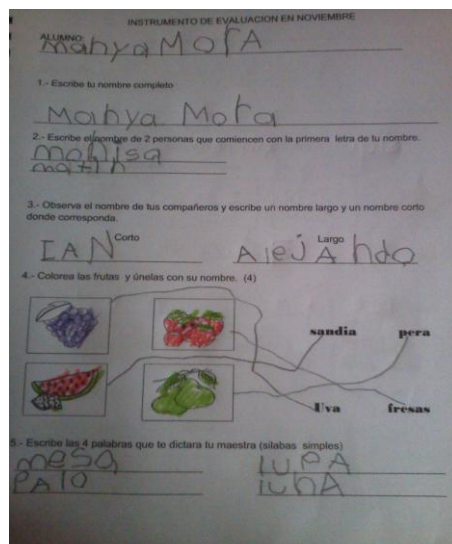 INSTRUMENTO DE EVALUACION EN NOVIEMBRE
ALUMNO: Mahya MOrA
1.- Escribe tu nombre completo
Mahya Mora
2.- Escribe el nombre de 2 personas que comiencen con la primera letra de tu nombre.
mohisa
3.- Observa el nombre de tus compañeros y escribe un nombre largo y un nombre corto
donde corresponda.
Corto Largo
IAN AlejAhdo
4.- Colorea las frutas y únelas con su nombre. (4)
sandia pera
Uva fresas
5.- Escribe las 4 palabras que te dictara tu maestra (silabas simples)
mesa luPA
PAlo luhA